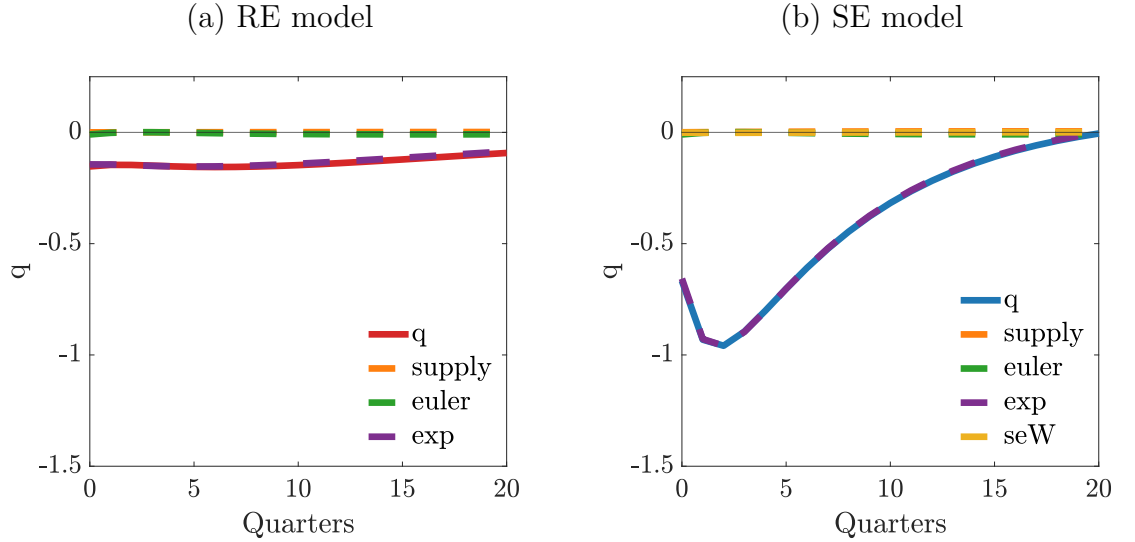 (a) RE model
q
0
-0.5
-1
-1.5
0
5
10
15
20
Quarters
q
supply
euler
exp
(b) SE model
q
0
-0.5
-1
-1.5
0
5
10
15
20
Quarters
q
supply
euler
exp
seW